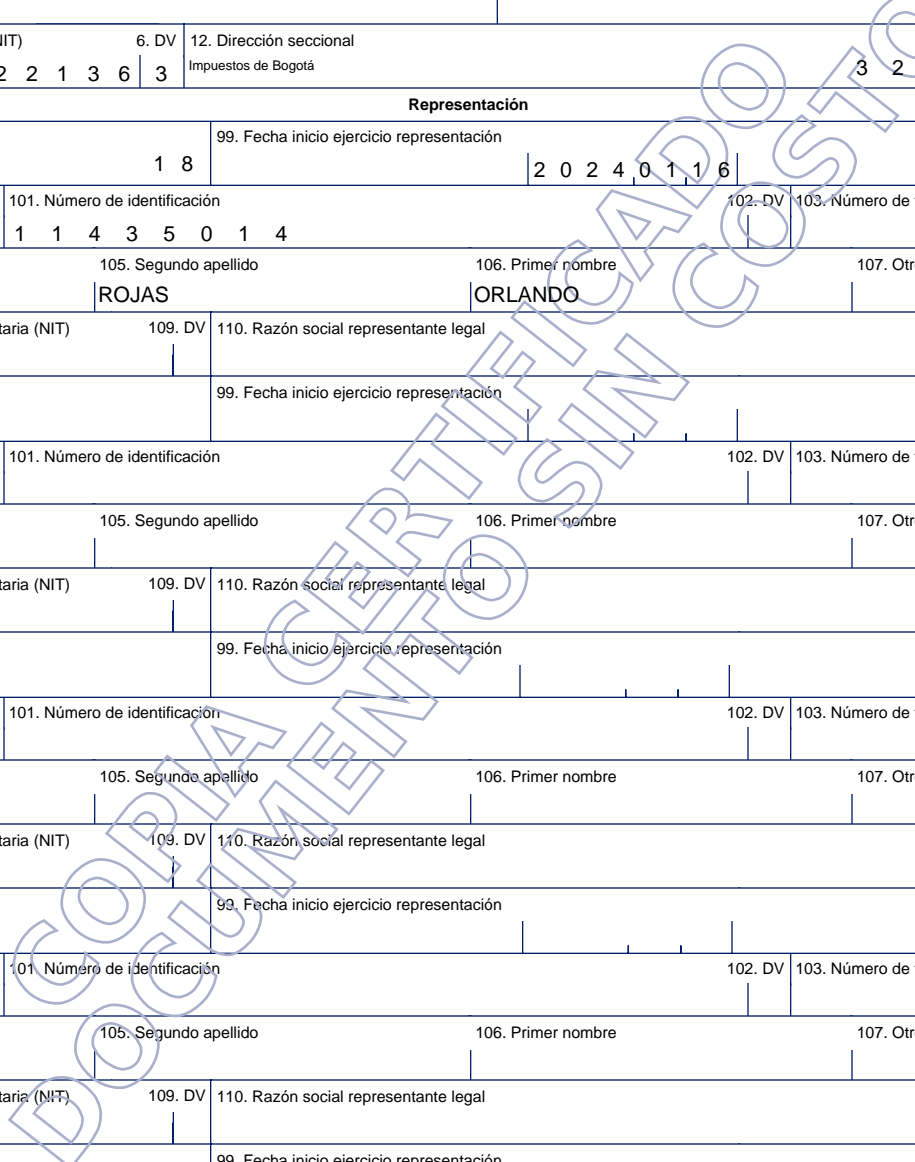 NIT) 6. DV 12. Dirección seccional
2 2 1 3 6 3 Impuestos de Bogotá 3 2
Representación
99. Fecha inicio ejercicio representación
1 8 2 0 2 4 0 1 1 6
101. Número de identificación 102. DV 103. Número de
1 1 4 3 5 0 1 4
105. Segundo apellido 106. Primer nombre 107. Otr
ROJAS ORLANDO
taria (NIT) 109. DV 110. Razón social representante legal
99. Fecha inicio ejercicio representación
101. Número de identificación 102. DV 103. Número de
105. Segundo apellido 106. Primer nombre 107. Otr
taria (NIT) 109. DV 110. Razón social representante legal
99. Fecha inicio ejercicio representación
101. Número de identificación 102. DV 103. Número de
105. Segundo apellido 106. Primer nombre 107. Otr
taria (NIT) 109. DV 110. Razón social representante legal
99. Fecha inicio ejercicio representación
101. Número de identificación 102. DV 103. Número de
105. Segundo apellido 106. Primer nombre 107. Otr
taria (NIT) 109. DV 110. Razón social representante legal
99. Fecha inicio ejercicio representación
COPIA CERTIFICADO
DOCUMENTO SIN COSTO